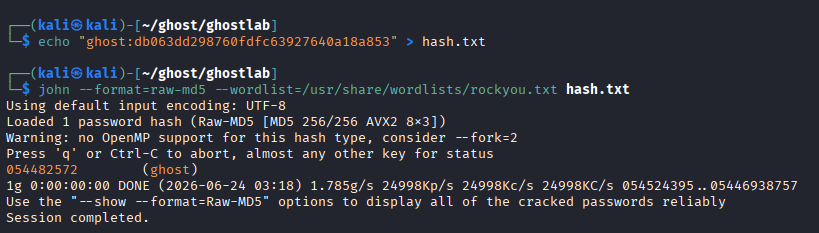 ┌──(kali㉿kali)-[~/ghost/ghostlab]
└─$ echo "ghost:db063dd298760fdfc63927640a18a853" > hash.txt
┌──(kali㉿kali)-[~/ghost/ghostlab]
└─$ john --format=raw-md5 --wordlist=/usr/share/wordlists/rockyou.txt hash.txt
Using default input encoding: UTF-8
Loaded 1 password hash (Raw-MD5 [MD5 256/256 AVX2 8×3])
Warning: no OpenMP support for this hash type, consider --fork=2
Press 'q' or Ctrl-C to abort, almost any other key for status
054482572        (ghost)
1g 0:00:00:00 DONE (2026-06-24 03:18) 1.785g/s 24998Kp/s 24998Kc/s 24998KC/s 054524395..05446938757
Use the "--show --format=Raw-MD5" options to display all of the cracked passwords reliably
Session completed.